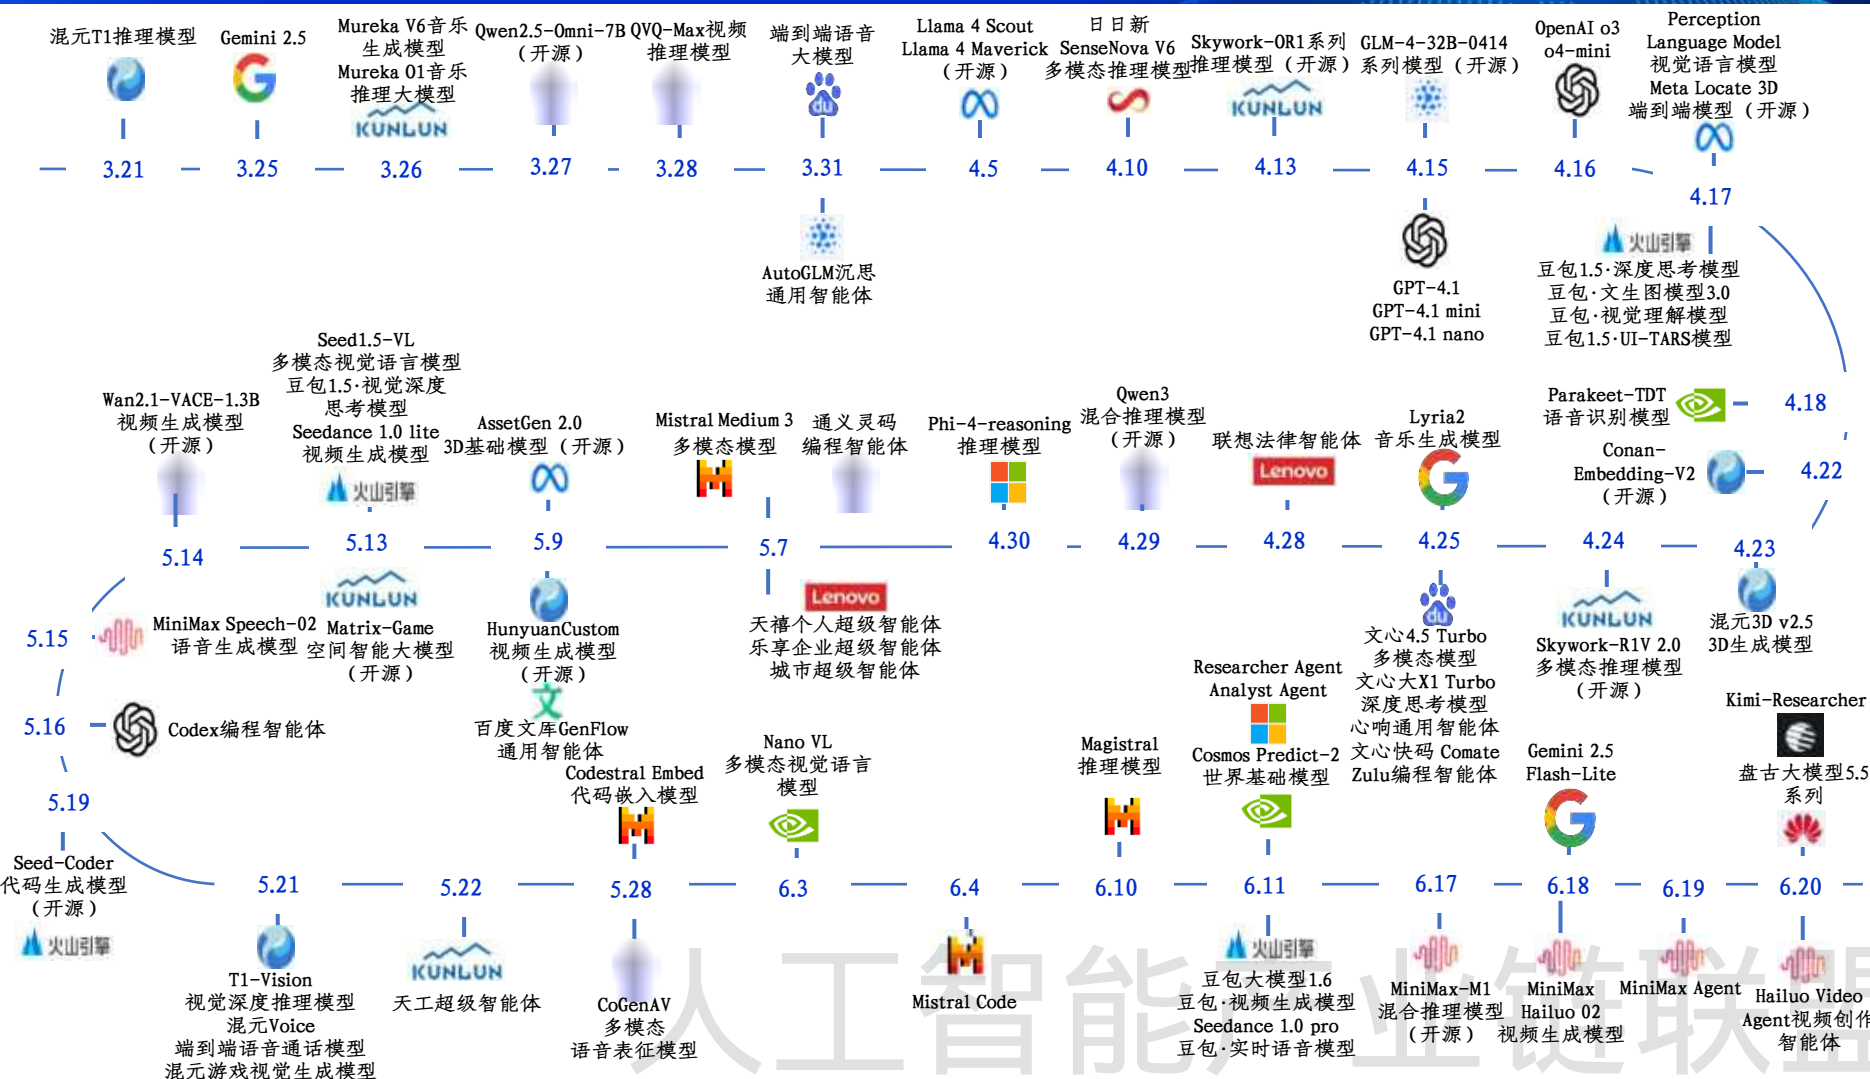 混元T1推理模型
3.21
Gemini 2.5
3.25
Mureka V6音乐
生成模型
Mureka O1音乐
推理大模型
KUNLUN
3.26
Qwen2.5-Omni-7B
(开源)
3.27
QVQ-Max视频
推理模型
3.28
端到端语音
大模型
du
3.31
AutoGLM沉思
通用智能体
Llama 4 Scout
Llama 4 Maverick
(开源)
4.5
日日新
SenseNova V6
多模态推理模型
4.10
Skywork-OR1系列
推理模型（开源）
KUNLUN
4.13
GLM-4-32B-0414
系列模型（开源）
4.15
GPT-4.1
GPT-4.1 mini
GPT-4.1 nano
OpenAI o3
o4-mini
4.16
Perception
Language Model
视觉语言模型
Meta Locate 3D
端到端模型（开源）
4.17
火山引擎
豆包1.5·深度思考模型
豆包·文生图模型3.0
豆包·视觉理解模型
豆包1.5·UI-TARS模型
Parakeet-TDT
语音识别模型
4.18
Conan-
Embedding-V2
（开源）
4.22
4.23
混元3D v2.5
3D生成模型
4.24
KUNLUN
Skywork-R1V 2.0
多模态推理模型
（开源）
Lyria2
音乐生成模型
4.25
du
文心4.5 Turbo
多模态模型
文心大X1 Turbo
深度思考模型
心响通用智能体
文心快码 Comate
Zulu编程智能体
联想法律智能体
Lenovo
4.28
Qwen3
混合推理模型
（开源）
4.29
Phi-4-reasoning
推理模型
4.30
Mistral Medium 3
多模态模型
通义灵码
编程智能体
5.7
Lenovo
天禧个人超级智能体
乐享企业超级智能体
城市超级智能体
AssetGen 2.0
3D基础模型（开源）
5.9
HunyuanCustom
视频生成模型
（开源）
文
百度文库GenFlow
通用智能体
Seed1.5-VL
多模态视觉语言模型
豆包1.5·视觉深度
思考模型
Seedance 1.0 lite
视频生成模型
火山引擎
5.13
KUNLUN
Matrix-Game
空间智能大模型
（开源）
Wan2.1-VACE-1.3B
视频生成模型
（开源）
5.14
5.15
MiniMax Speech-02
语音生成模型
5.16
Codex编程智能体
5.19
Seed-Coder
代码生成模型
（开源）
火山引擎
5.21
T1-Vision
视觉深度推理模型
混元Voice
端到端语音通话模型
混元游戏视觉生成模型
5.22
KUNLUN
天工超级智能体
Codestral Embed
代码嵌入模型
5.28
CoGenAV
多模态
语音表征模型
Nano VL
多模态视觉语言
模型
6.3
6.4
Mistral Code
Magistral
推理模型
6.10
Researcher Agent
Analyst Agent
Cosmos Predict-2
世界基础模型
6.11
火山引擎
豆包大模型1.6
豆包·视频生成模型
Seedance 1.0 pro
豆包·实时语音模型
6.17
MiniMax-M1
混合推理模型
（开源）
Gemini 2.5
Flash-Lite
6.18
MiniMax
Hailuo 02
视频生成模型
6.19
MiniMax Agent
Kimi-Researcher
盘古大模型5.5
系列
6.20
Hailuo Video
Agent视频创作
智能体
人工智能产业链联盟